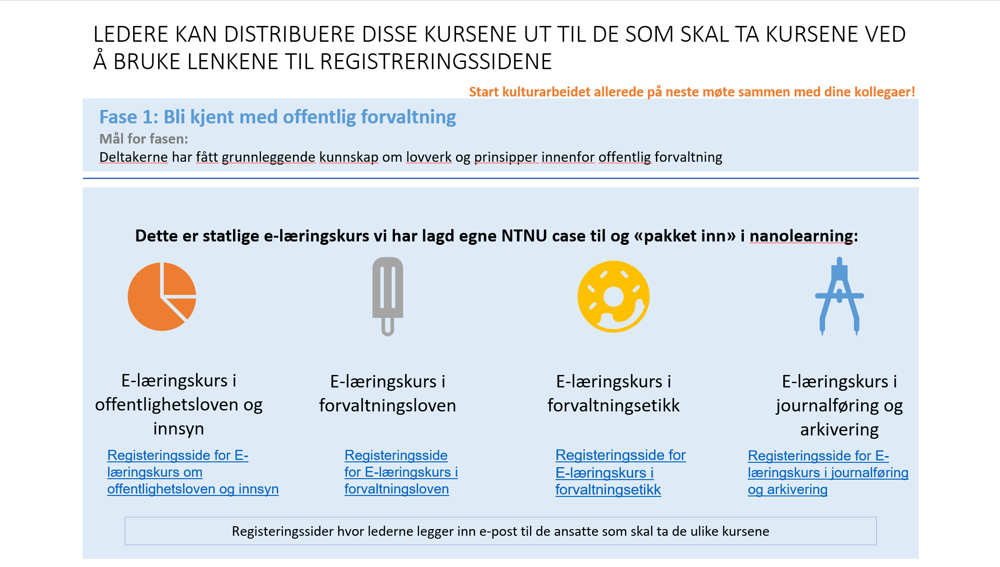 LEDERE KAN DISTRIBUERE DISSE KURSENE UT TIL DE SOM SKAL TA KURSENE VED
Å BRUKE LENKENE TIL REGISTRERINGSSIDENE
Start kulturarbeidet allerede på neste møte sammen med dine kollegaer!
Fase 1: Bli kjent med offentlig forvaltning
Mål for fasen:
Deltakerne har fått grunnleggende kunnskap om lovverk og prinsipper innenfor offentlig forvaltning
Dette er statlige e-læringskurs vi har lagd egne NTNU case til og «pakket inn» i nanolearning:
E-læringskurs i
offentlighetsloven og
innsyn
Registeringsside for E-
læringskurs om
offentlighetsloven og innsyn
E-læringskurs i
forvaltningsloven
Registeringsside
for E-læringskurs i
forvaltningsloven
E-læringskurs i
forvaltningsetikk
Registeringsside for
E-læringskurs i
forvaltningsetikk
E-læringskurs i
journalføring og
arkivering
Registeringsside for E-
læringskurs i journalføring
og arkivering
Registeringssider hvor lederne legger inn e-post til de ansatte som skal ta de ulike kursene